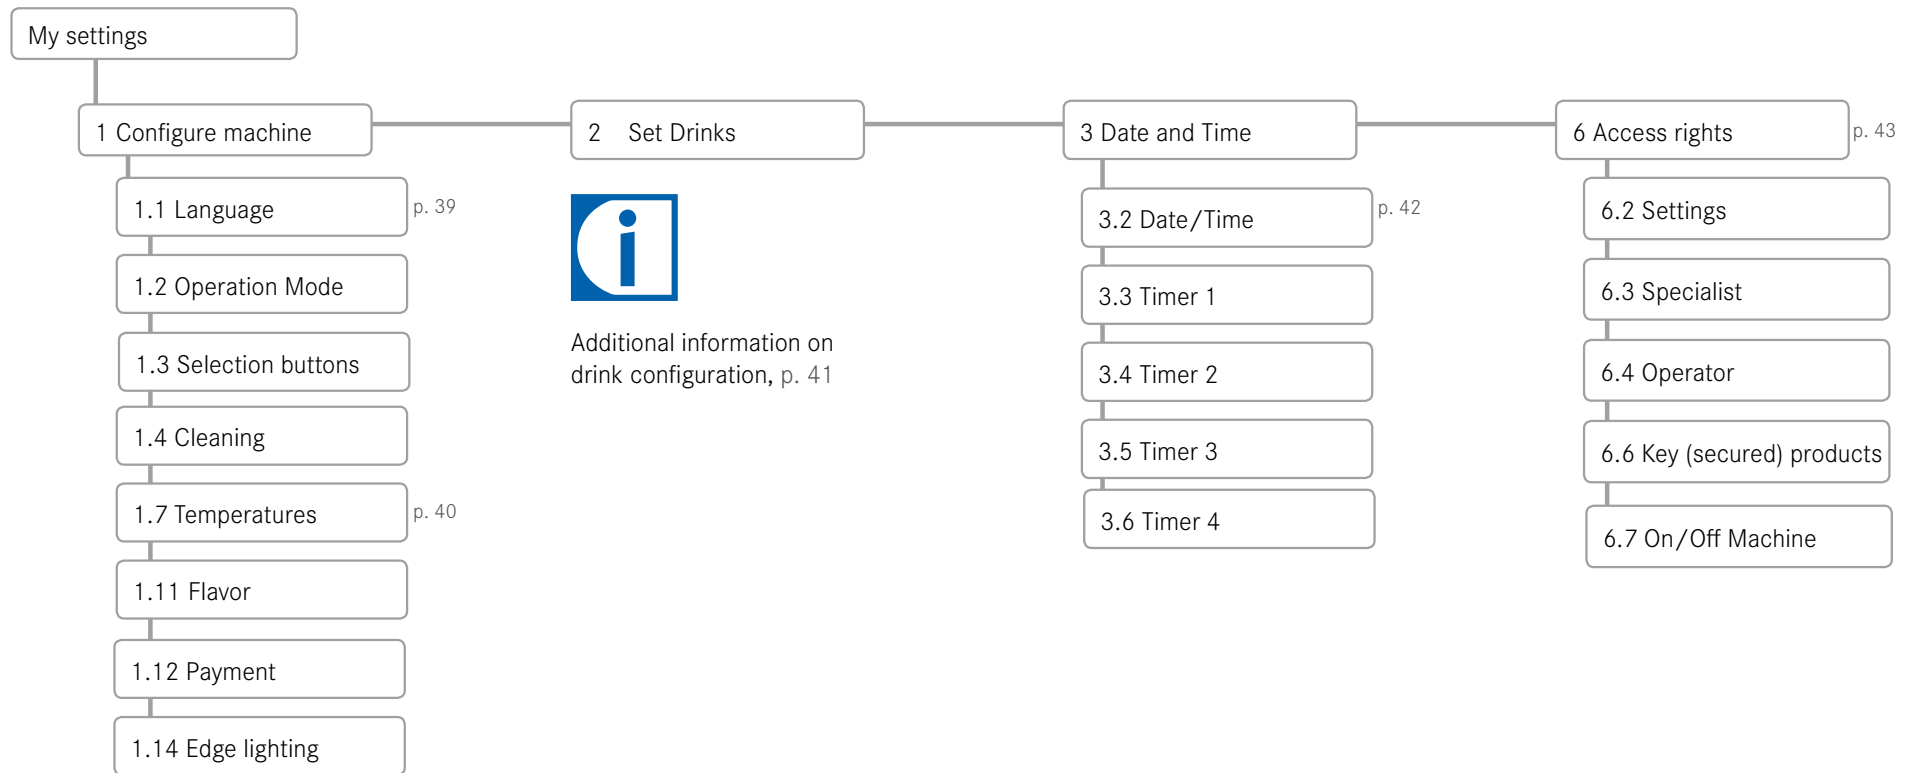 My settings
1 Configure machine
1.1 Language
p. 39
1.2 Operation Mode
1.3 Selection buttons
1.4 Cleaning
1.7 Temperatures
p. 40
1.11 Flavor
1.12 Payment
1.14 Edge lighting
2 Set Drinks
i
Additional information on
drink configuration, p. 41
3 Date and Time
3.2 Date/Time
p. 42
3.3 Timer 1
3.4 Timer 2
3.5 Timer 3
3.6 Timer 4
6 Access rights
p. 43
6.2 Settings
6.3 Specialist
6.4 Operator
6.6 Key (secured) products
6.7 On/Off Machine